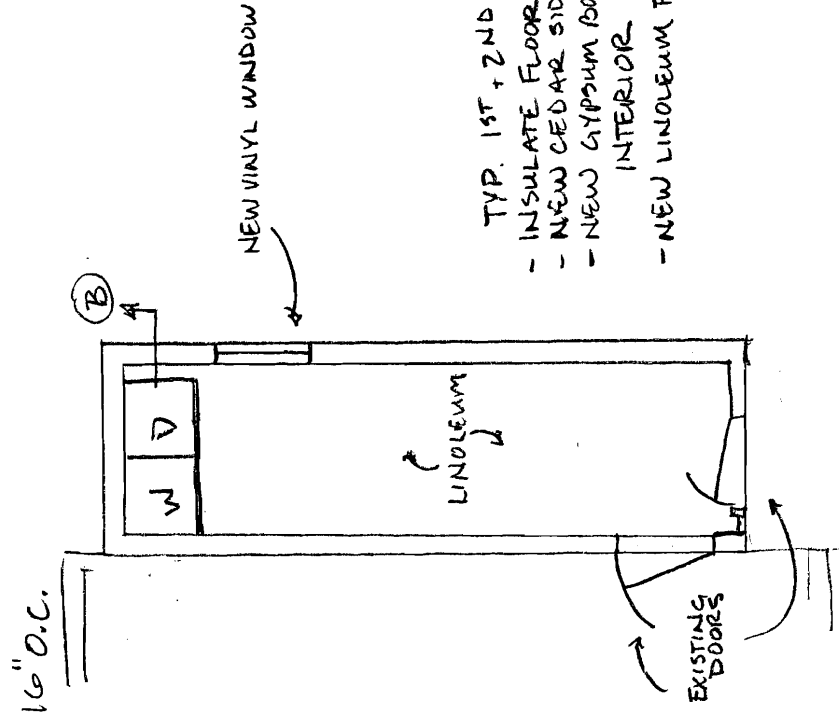 16" O.C.
B
NEW VINYL WINDOW
W D
LINOLEUM
EXISTING
DOORS
TYP. 1ST + 2ND
- INSULATE FLOOR
- NEW CEDAR SID
- NEW GYPSUM BO
INTERIOR
- NEW LINOLEUM F